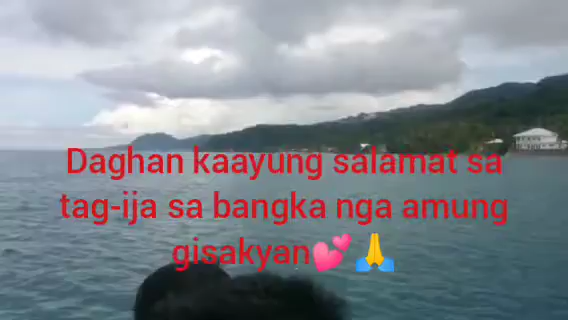 Daghan kaayung salamat sa
tag-ija sa bangka nga amung
gisakyan💕🙏